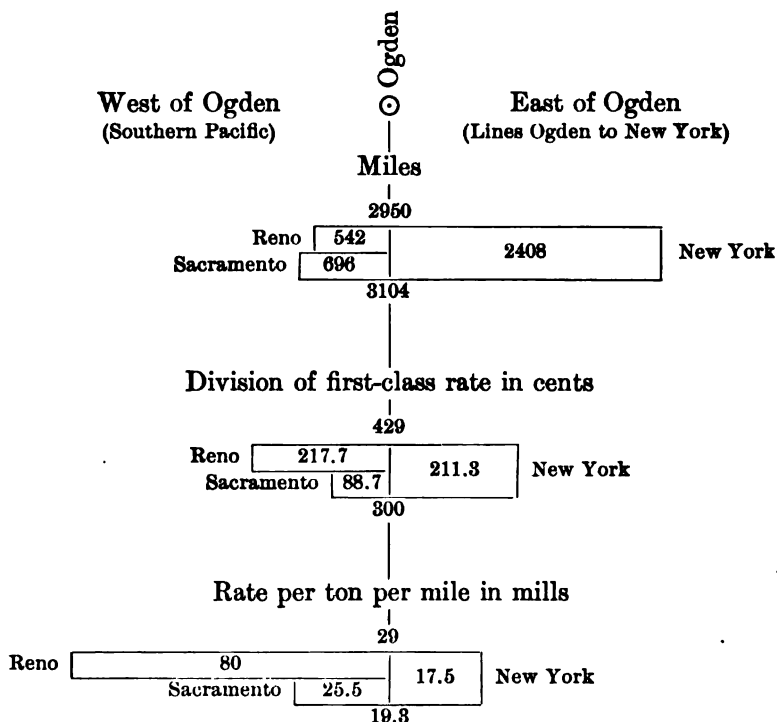 Ogden
West of Ogden East of Ogden
(Southern Pacific) (Lines Ogden to New York)
Miles
2950
Reno 542 2408 New York
Sacramento 696
3104
Division of first-class rate in cents
429
Reno 217.7 211.3 New York
Sacramento 88.7
300
Rate per ton per mile in mills
29
Reno 80 17.5 New York
Sacramento 25.5
19.3